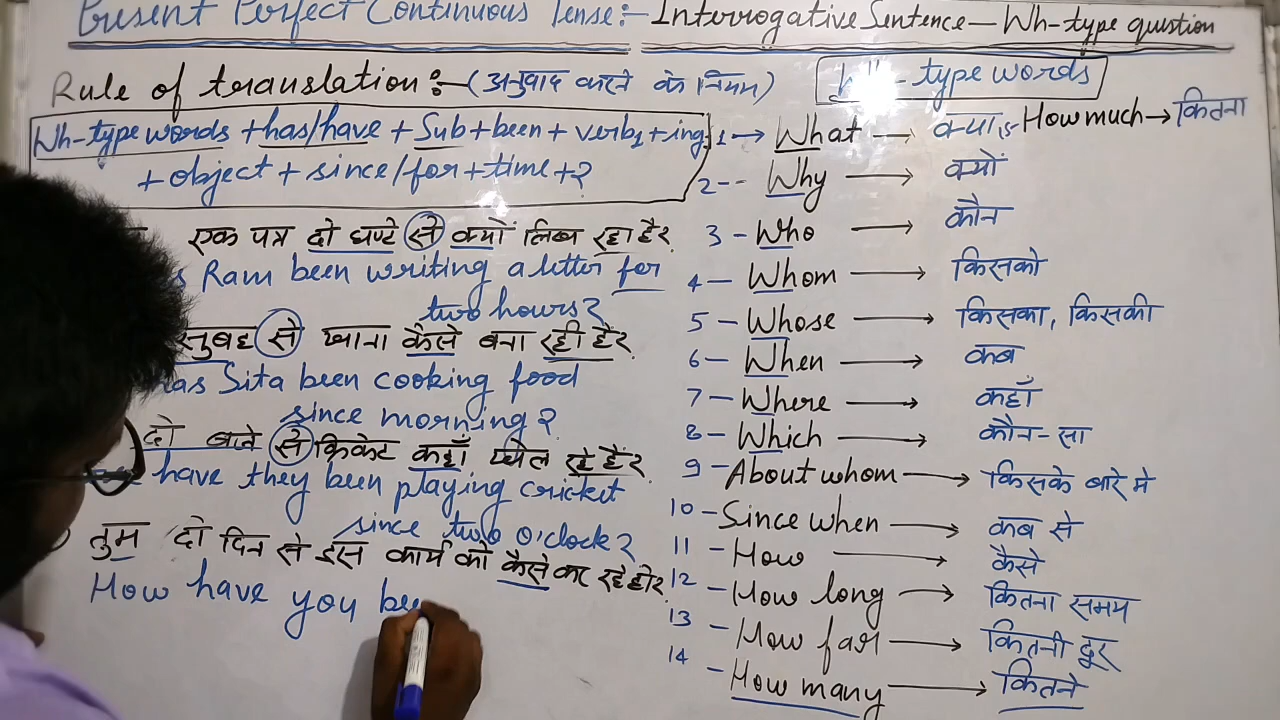 Present Perfect Continuous Tense:- Interrogative Sentence - Wh-type question
Rule of translation:- (अनुवाद करने के नियम)
Wh-type words + has/have + Sub + been + verb1 + ing
+ object + since/for + time + ?
एक पत्र दो घण्टे से क्यों लिख रहा है?
Ram been writing a letter for
two hours?
सुबह से खाना कैसे बना रही है?
has Sita been cooking food
since morning?
दो बजे से क्रिकेट कहाँ खेल रहे है?
have they been playing cricket
since two o'clock?
तुम दो दिन से इस कार्य को कैसे कर रहे हो?
How have you be
Wh - type words
1 → What → क्या 15 How much → कितना
2 - Why → क्यों
3 - Who → कौन
4 - Whom → किसको
5 - Whose → किसका, किसकी
6 - When → कब
7 - Where → कहाँ
8 - Which → कौन-सा
9 - About whom → किसके बारे मे
10 - Since when → कब से
11 - How → कैसे
12 - How long → कितना समय
13 - How far → कितनी दूर
14 - How many → कितने